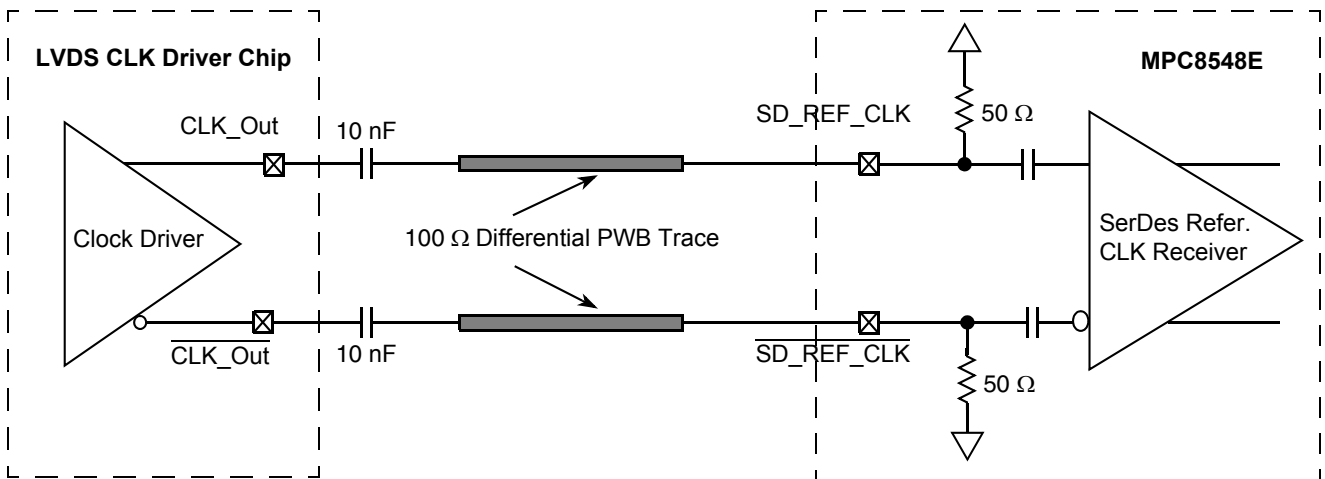 LVDS CLK Driver Chip
MPC8548E
CLK_Out
10 nF
SD_REF_CLK
50 Ω
Clock Driver
100 Ω Differential PWB Trace
SerDes Refer.
CLK Receiver
CLK_Out
10 nF
SD_REF_CLK
50 Ω